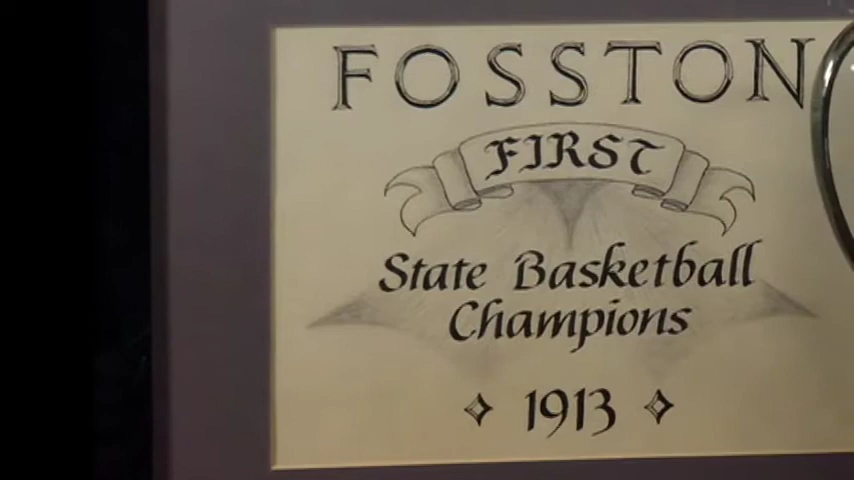 FOSSTON
FIRST
State Basketball
Champions
1913